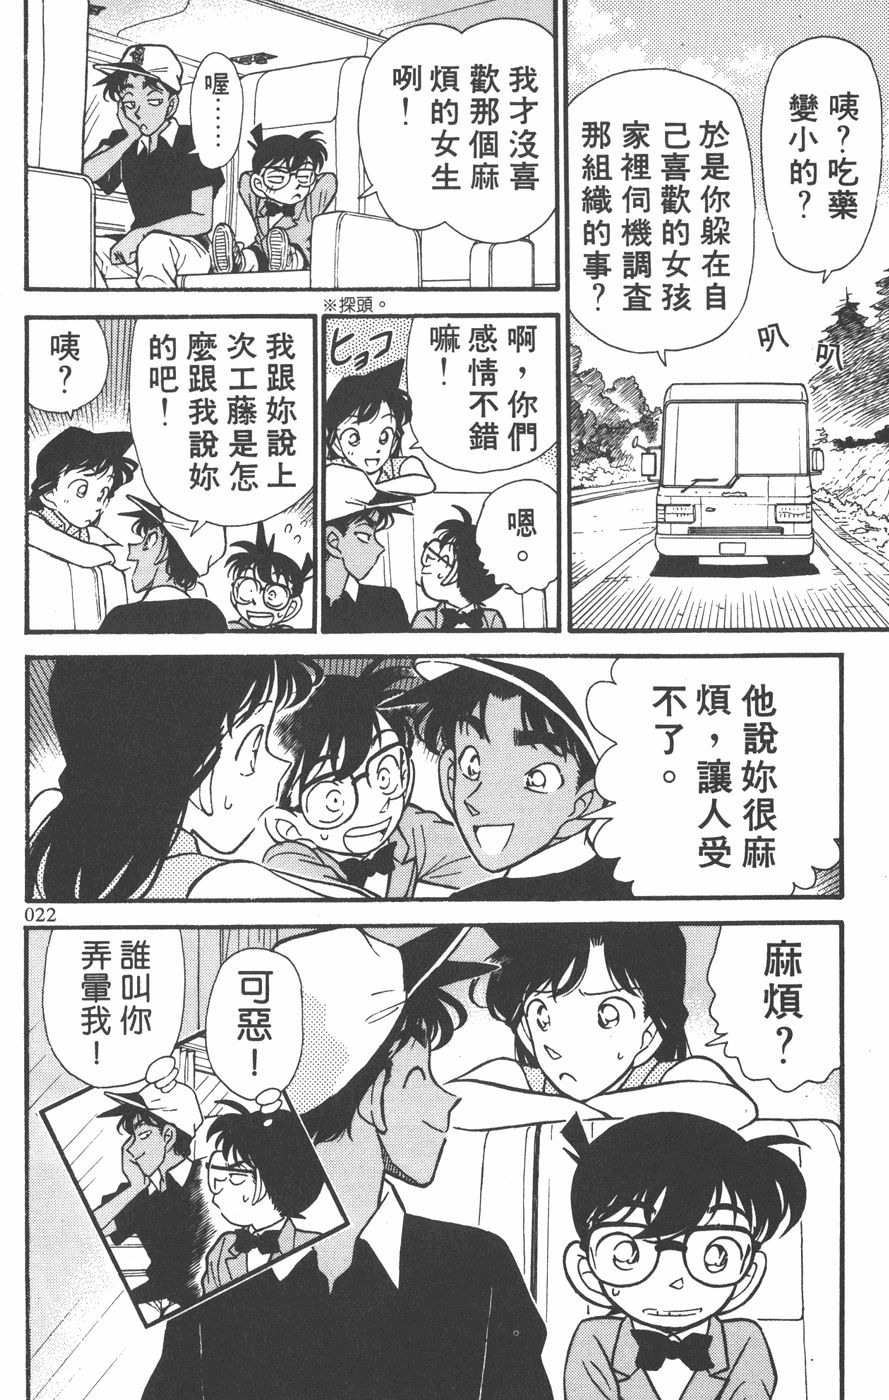 咦？吃藥
變小的？
於是你躲在自
己喜歡的女孩
家裡伺機調查
那組織的事？
叭
叭
我才沒喜
歡那個麻
煩的女生
咧！
喔……
※探頭。
ヒョコ
啊，你們
感情不錯
嘛！
嗯。
我跟妳說上
次工藤是怎
麼跟我說妳
的吧！
咦？
他說妳很麻
煩，讓人受
不了。
022
麻煩？
可惡！
誰叫你
弄暈我！